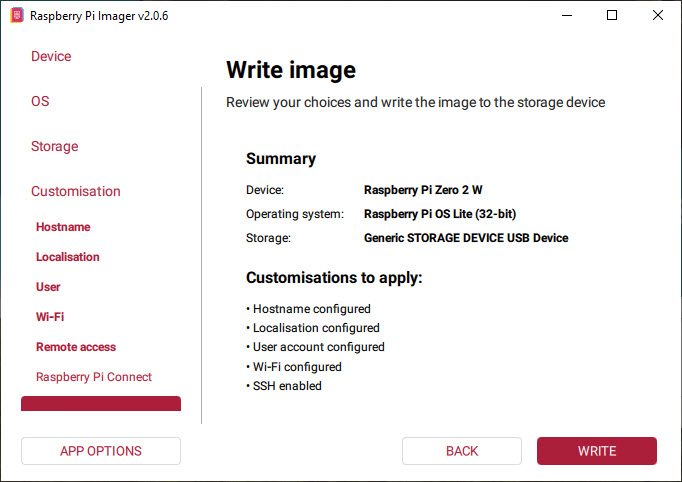 Raspberry Pi Imager v2.0.6
Device
OS
Storage
Customisation
Hostname
Localisation
User
Wi-Fi
Remote access
Raspberry Pi Connect
APP OPTIONS
Write image
Review your choices and write the image to the storage device
Summary
Device: Raspberry Pi Zero 2 W
Operating system: Raspberry Pi OS Lite (32-bit)
Storage: Generic STORAGE DEVICE USB Device
Customisations to apply:
• Hostname configured
• Localisation configured
• User account configured
• Wi-Fi configured
• SSH enabled
BACK
WRITE